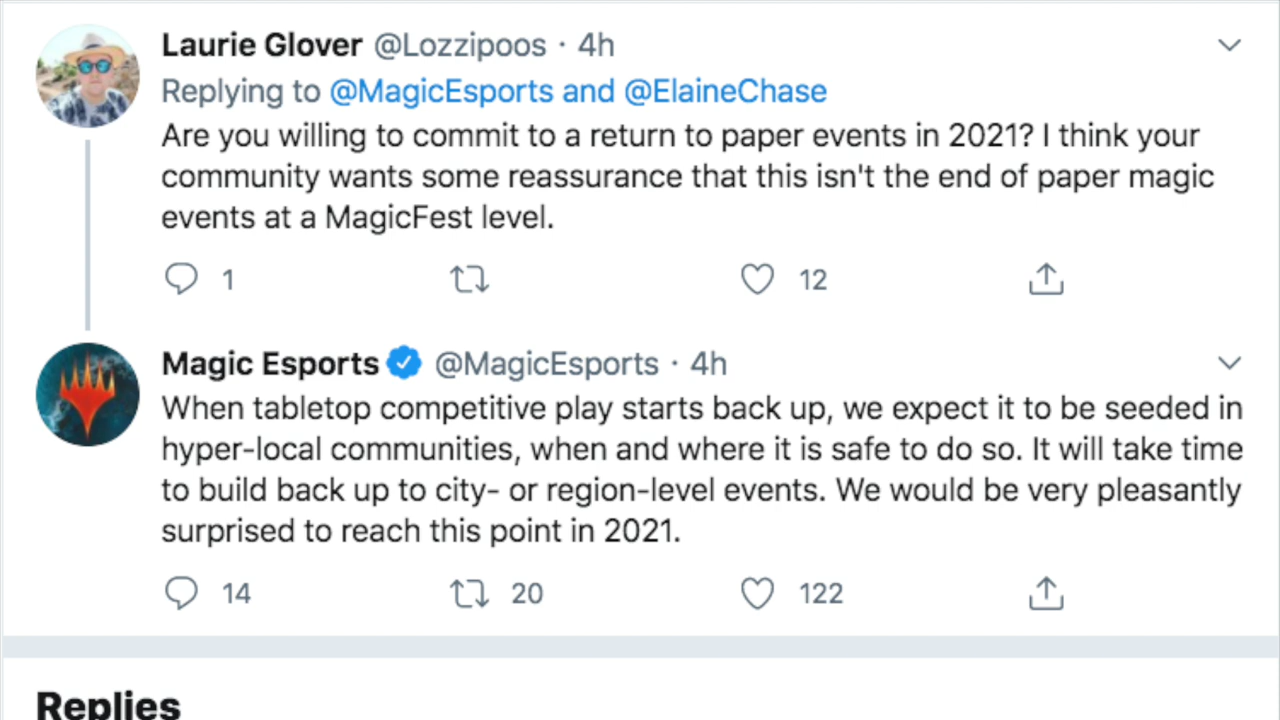 Laurie Glover @Lozzipoos · 4h
Replying to @MagicEsports and @ElaineChase
Are you willing to commit to a return to paper events in 2021? I think your
community wants some reassurance that this isn't the end of paper magic
events at a MagicFest level.
1 12
Magic Esports @MagicEsports · 4h
When tabletop competitive play starts back up, we expect it to be seeded in
hyper-local communities, when and where it is safe to do so. It will take time
to build back up to city- or region-level events. We would be very pleasantly
surprised to reach this point in 2021.
14 20 122
Replies